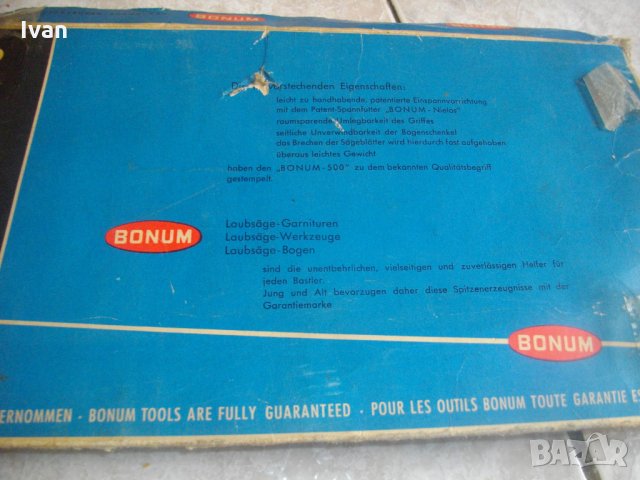 Ivan
BONUM
vorstechenden Eigenschaften:
leicht zu handhabende, patentierte Einspannvorrichtung
mit dem Patent-Spannfutter „BONUM-Nielos"
raumsparende Umlegbarkeit des Griffes
seitliche Unverwindbarkeit der Bogenschenkel
das Brechen der Sägeblätter wird hierdurch fast aufgehoben
überaus leichtes Gewicht
haben den „BONUM-500" zu dem bekannten Qualitätsbegriff
gestempelt.
BONUM
Laubsäge-Garnituren
Laubsäge-Werkzeuge
Laubsäge-Bogen
sind die unentbehrlichen, vielseitigen und zuverlässigen Helfer für
jeden Bastler.
Jung und Alt bevorzugen daher diese Spitzenerzeugnisse mit der
Garantiemarke
BONUM
ERNOMMEN · BONUM TOOLS ARE FULLY GUARANTEED · POUR LES OUTILS BONUM TOUTE GARANTIE ES
BAZAR